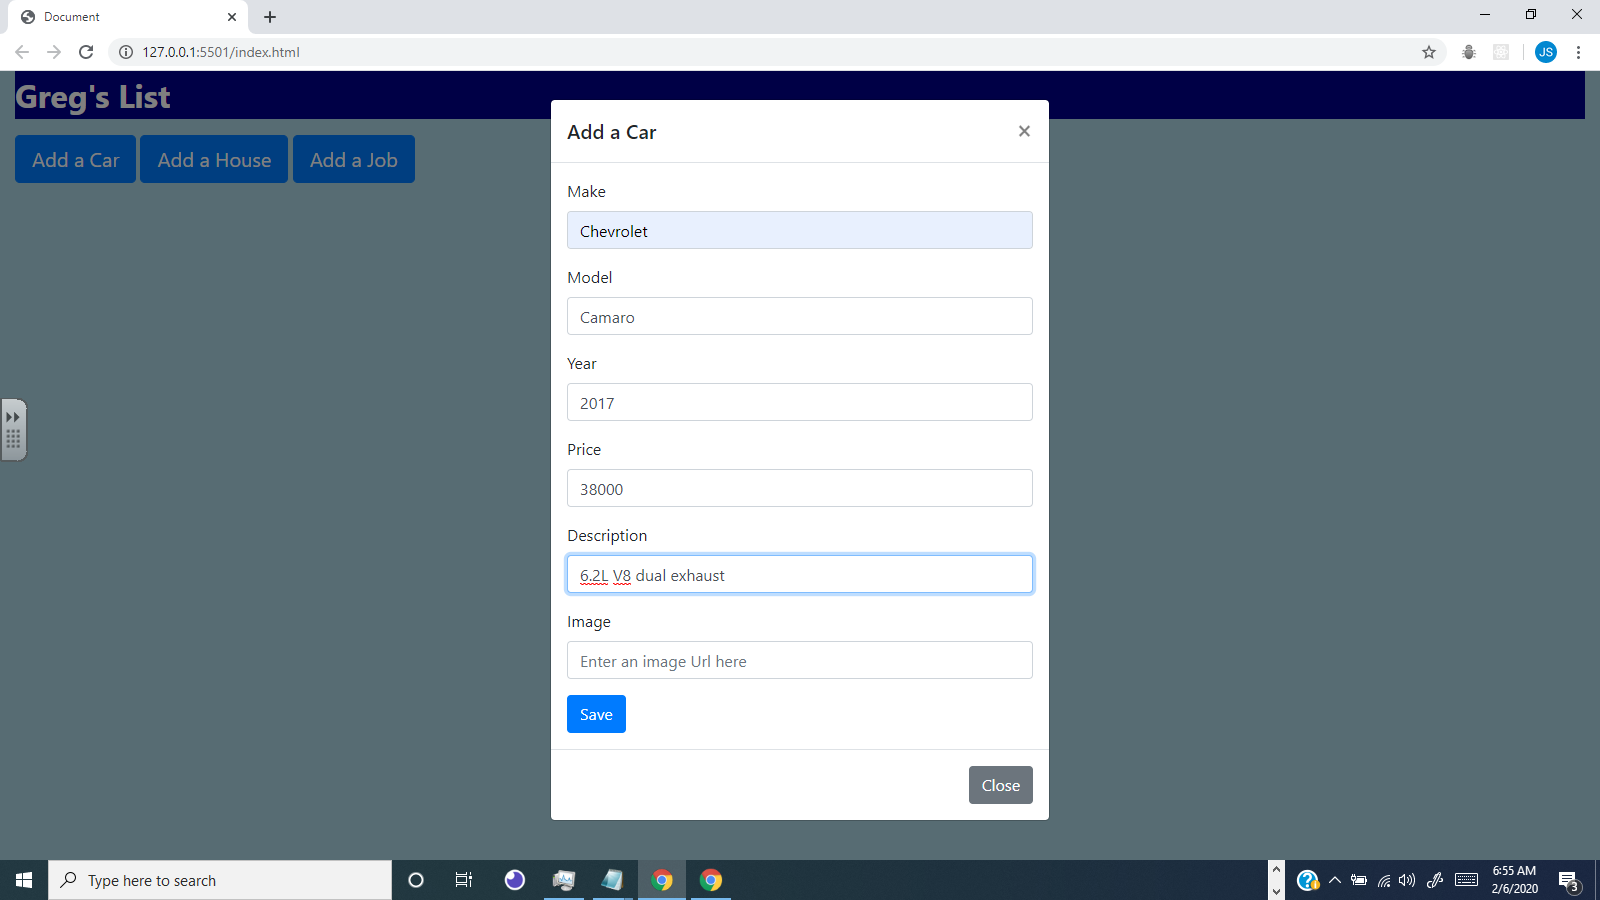 Document
127.0.0.1:5501/index.html
JS
Greg's List
Add a Car
Add a House
Add a Job
Add a Car
×
Make
Chevrolet
Model
Camaro
Year
2017
Price
38000
Description
6.2L V8 dual exhaust
Image
Enter an image Url here
Save
Close
Type here to search
6:55 AM
2/6/2020
3